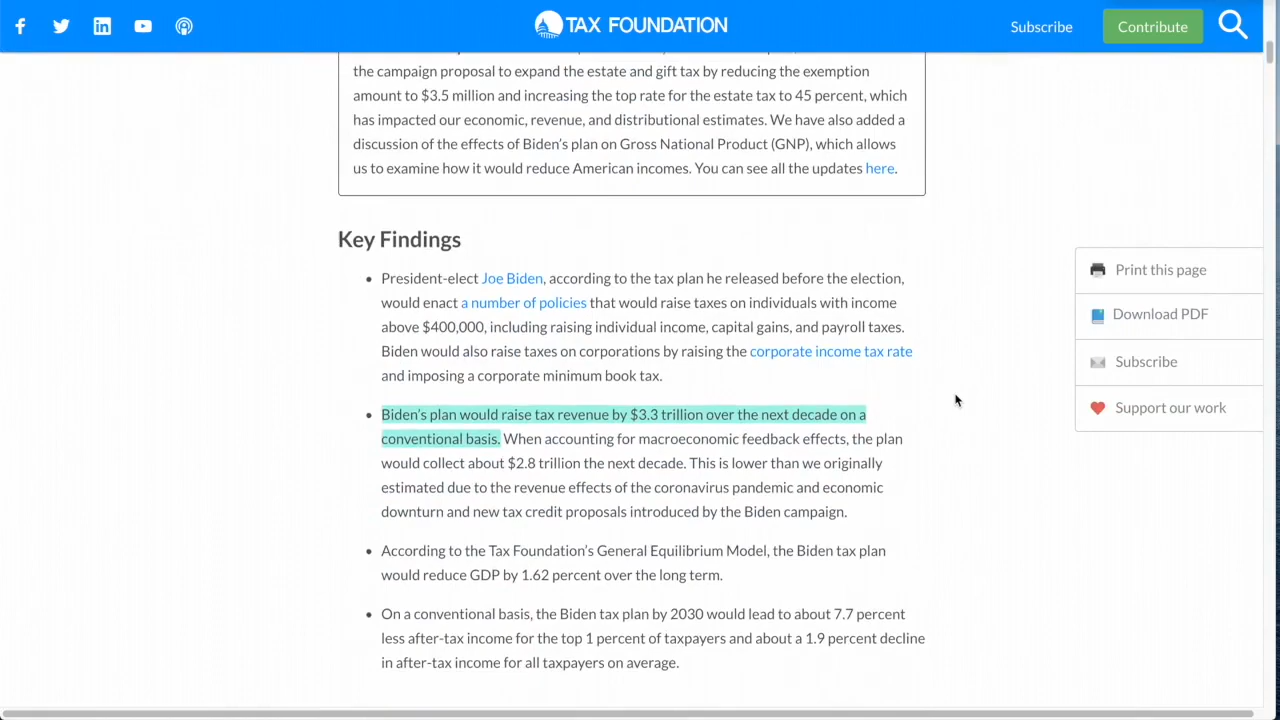 TAX FOUNDATION
Subscribe
Contribute
the campaign proposal to expand the estate and gift tax by reducing the exemption
amount to $3.5 million and increasing the top rate for the estate tax to 45 percent, which
has impacted our economic, revenue, and distributional estimates. We have also added a
discussion of the effects of Biden’s plan on Gross National Product (GNP), which allows
us to examine how it would reduce American incomes. You can see all the updates here.
Key Findings
President-elect Joe Biden, according to the tax plan he released before the election,
would enact a number of policies that would raise taxes on individuals with income
above $400,000, including raising individual income, capital gains, and payroll taxes.
Biden would also raise taxes on corporations by raising the corporate income tax rate
and imposing a corporate minimum book tax.
Biden’s plan would raise tax revenue by $3.3 trillion over the next decade on a
conventional basis. When accounting for macroeconomic feedback effects, the plan
would collect about $2.8 trillion the next decade. This is lower than we originally
estimated due to the revenue effects of the coronavirus pandemic and economic
downturn and new tax credit proposals introduced by the Biden campaign.
According to the Tax Foundation’s General Equilibrium Model, the Biden tax plan
would reduce GDP by 1.62 percent over the long term.
On a conventional basis, the Biden tax plan by 2030 would lead to about 7.7 percent
less after-tax income for the top 1 percent of taxpayers and about a 1.9 percent decline
in after-tax income for all taxpayers on average.
Print this page
Download PDF
Subscribe
Support our work